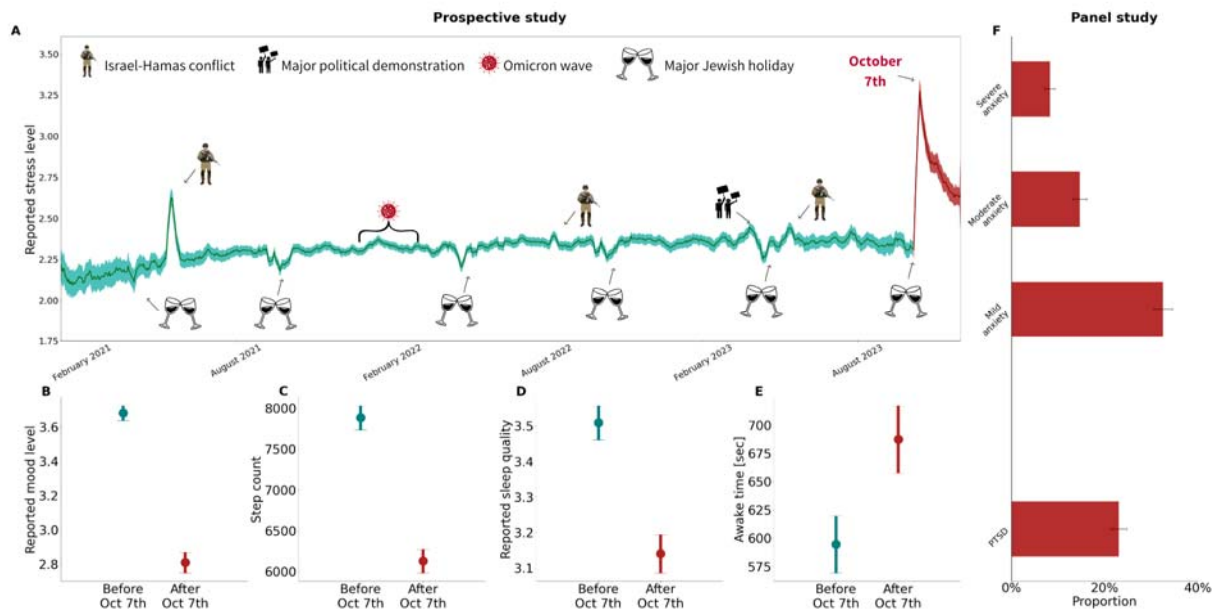 Prospective study
Panel study
A
Israel-Hamas conflict
Major political demonstration
Omicron wave
Major Jewish holiday
October
7th
Reported stress level
3.50
3.25
3.00
2.75
2.50
2.25
2.00
1.75
February 2021
August 2021
February 2022
August 2022
February 2023
August 2023
B
Reported mood level
3.6
3.4
3.2
3.0
2.8
Before
Oct 7th
After
Oct 7th
C
Step count
8000
7500
7000
6500
6000
Before
Oct 7th
After
Oct 7th
D
Reported sleep quality
3.5
3.4
3.3
3.2
3.1
Before
Oct 7th
After
Oct 7th
E
Awake time [sec]
700
675
650
625
600
575
Before
Oct 7th
After
Oct 7th
F
Severe
anxiety
Moderate
anxiety
Mild
anxiety
PTSD
0%
20%
40%
Proportion